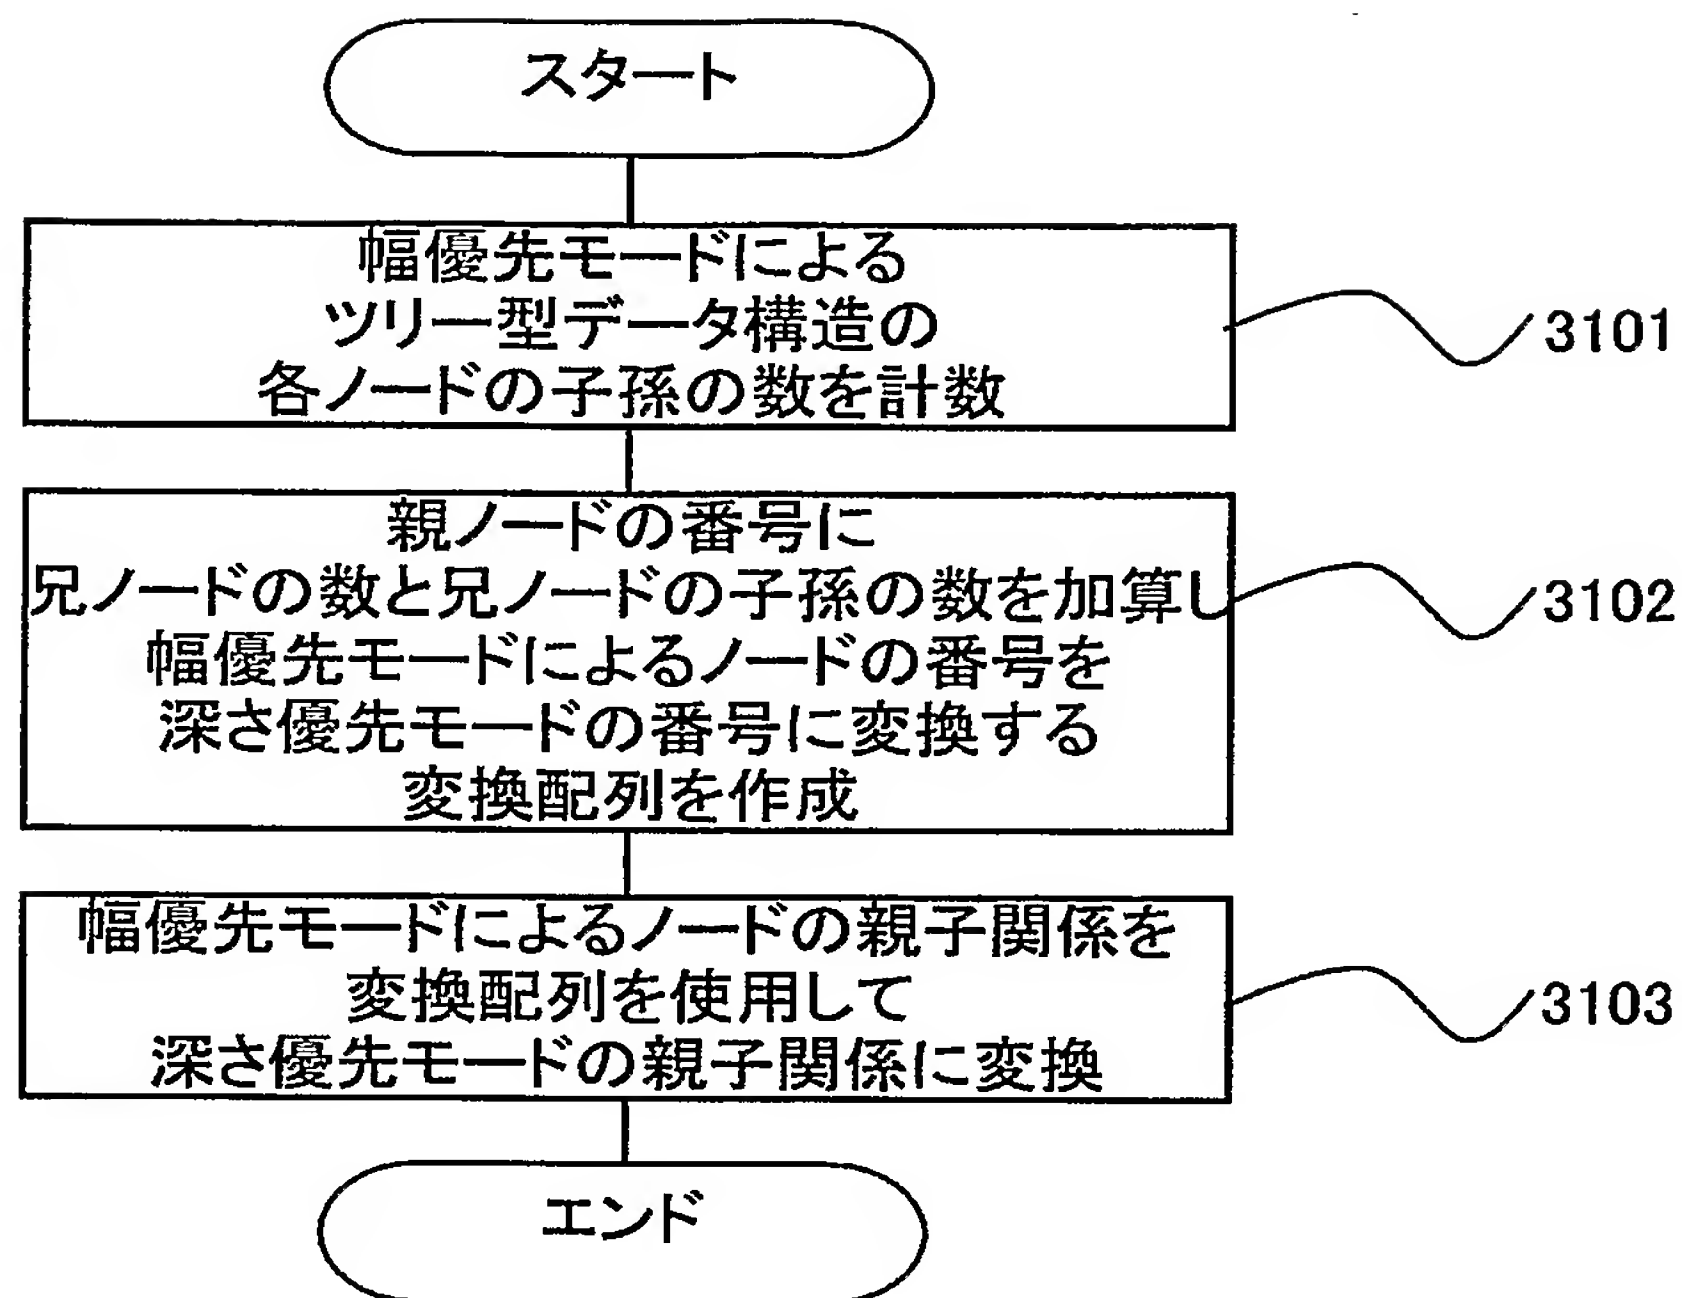 スタート
幅優先モードによる
ツリー型データ構造の
各ノードの子孫の数を計数
3101
親ノードの番号に
兄ノードの数と兄ノードの子孫の数を加算し
幅優先モードによるノードの番号を
深さ優先モードの番号に変換する
変換配列を作成
3102
幅優先モードによるノードの親子関係を
変換配列を使用して
深さ優先モードの親子関係に変換
3103
エンド